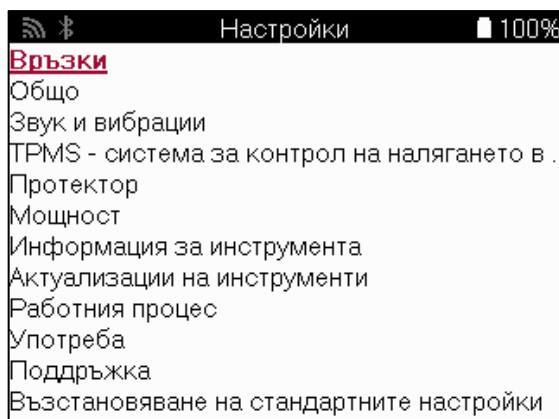 Настройки 100%
Връзки
Общо
Звук и вибрации
TPMS - система за контрол на налягането в .
Протектор
Мощност
Информация за инструмента
Актуализации на инструменти
Работния процес
Употреба
Поддръжка
Възстановяване на стандартните настройки